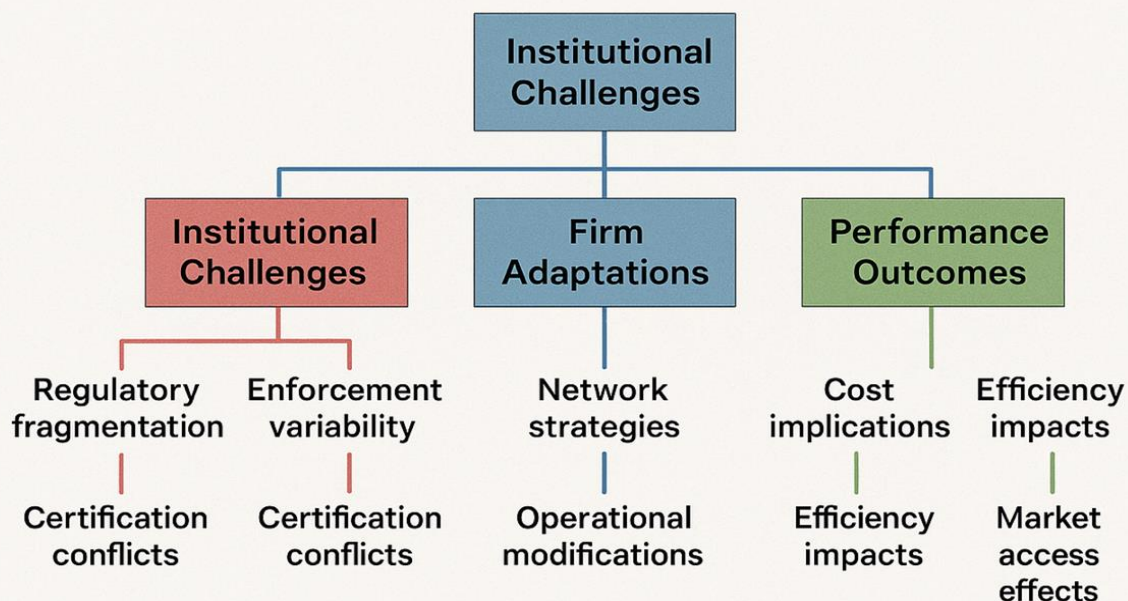 Institutional
Challenges
Institutional
Challenges
Firm
Adaptations
Performance
Outcomes
Regulatory
fragmentation
Enforcement
variability
Network
strategies
Cost
implications
Efficiency
impacts
Certification
conflicts
Certification
conflicts
Operational
modifications
Efficiency
impacts
Market
access
effects